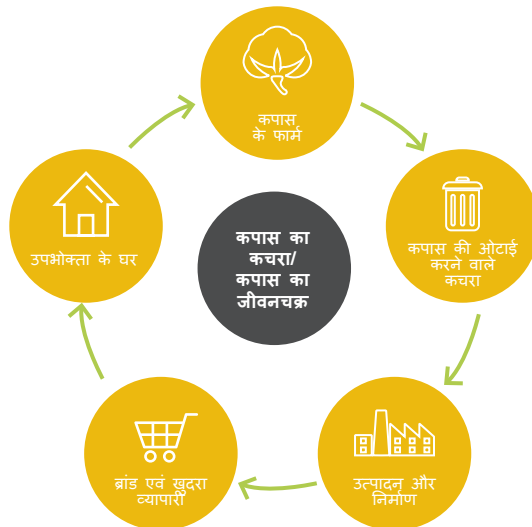 कपास
के फार्म
कपास की ओटाई
करने वाले
कचरा
उत्पादन और
निर्माण
ब्रांड एवं खुदरा
व्यापारी
उपभोक्ता के घर
कपास का
कचरा/
कपास का
जीवनचक्र